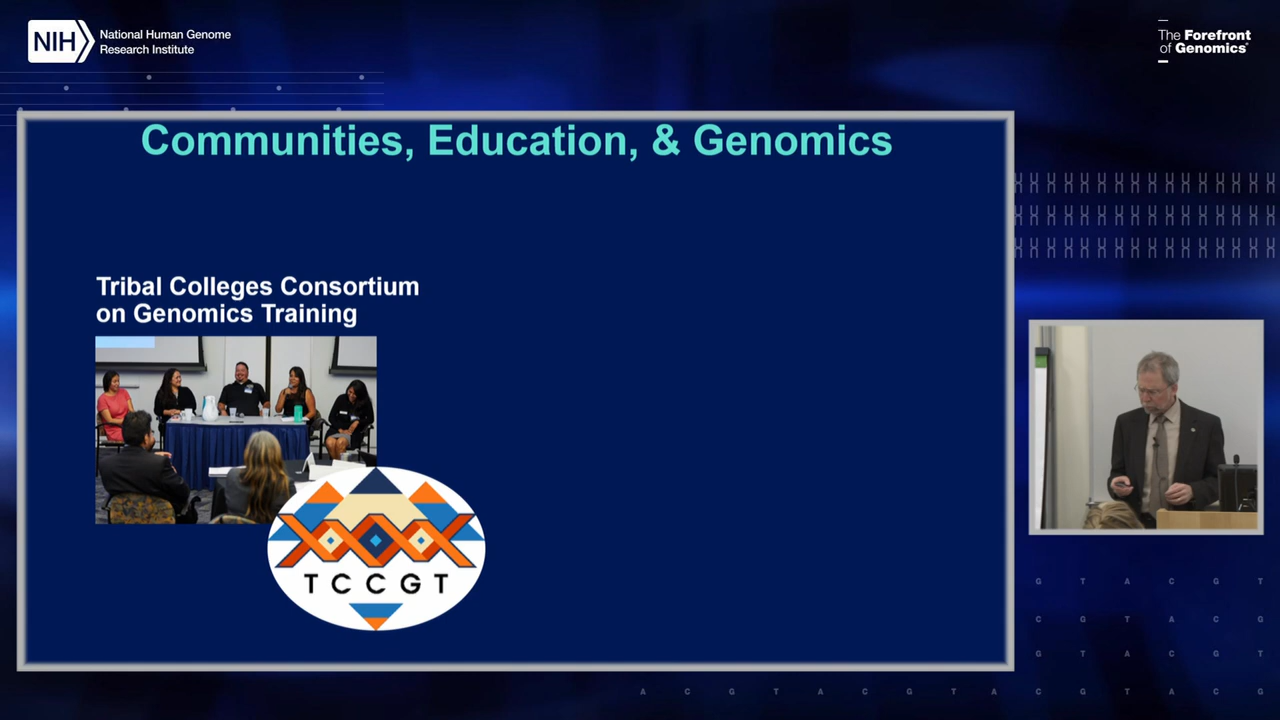 NIH
National Human Genome
Research Institute
The Forefront
of Genomics®
Communities, Education, & Genomics
Tribal Colleges Consortium
on Genomics Training
TCCGT
G T A C G T
C G T A C G
G T A C G T
A C G T A C G T A C G T A C G